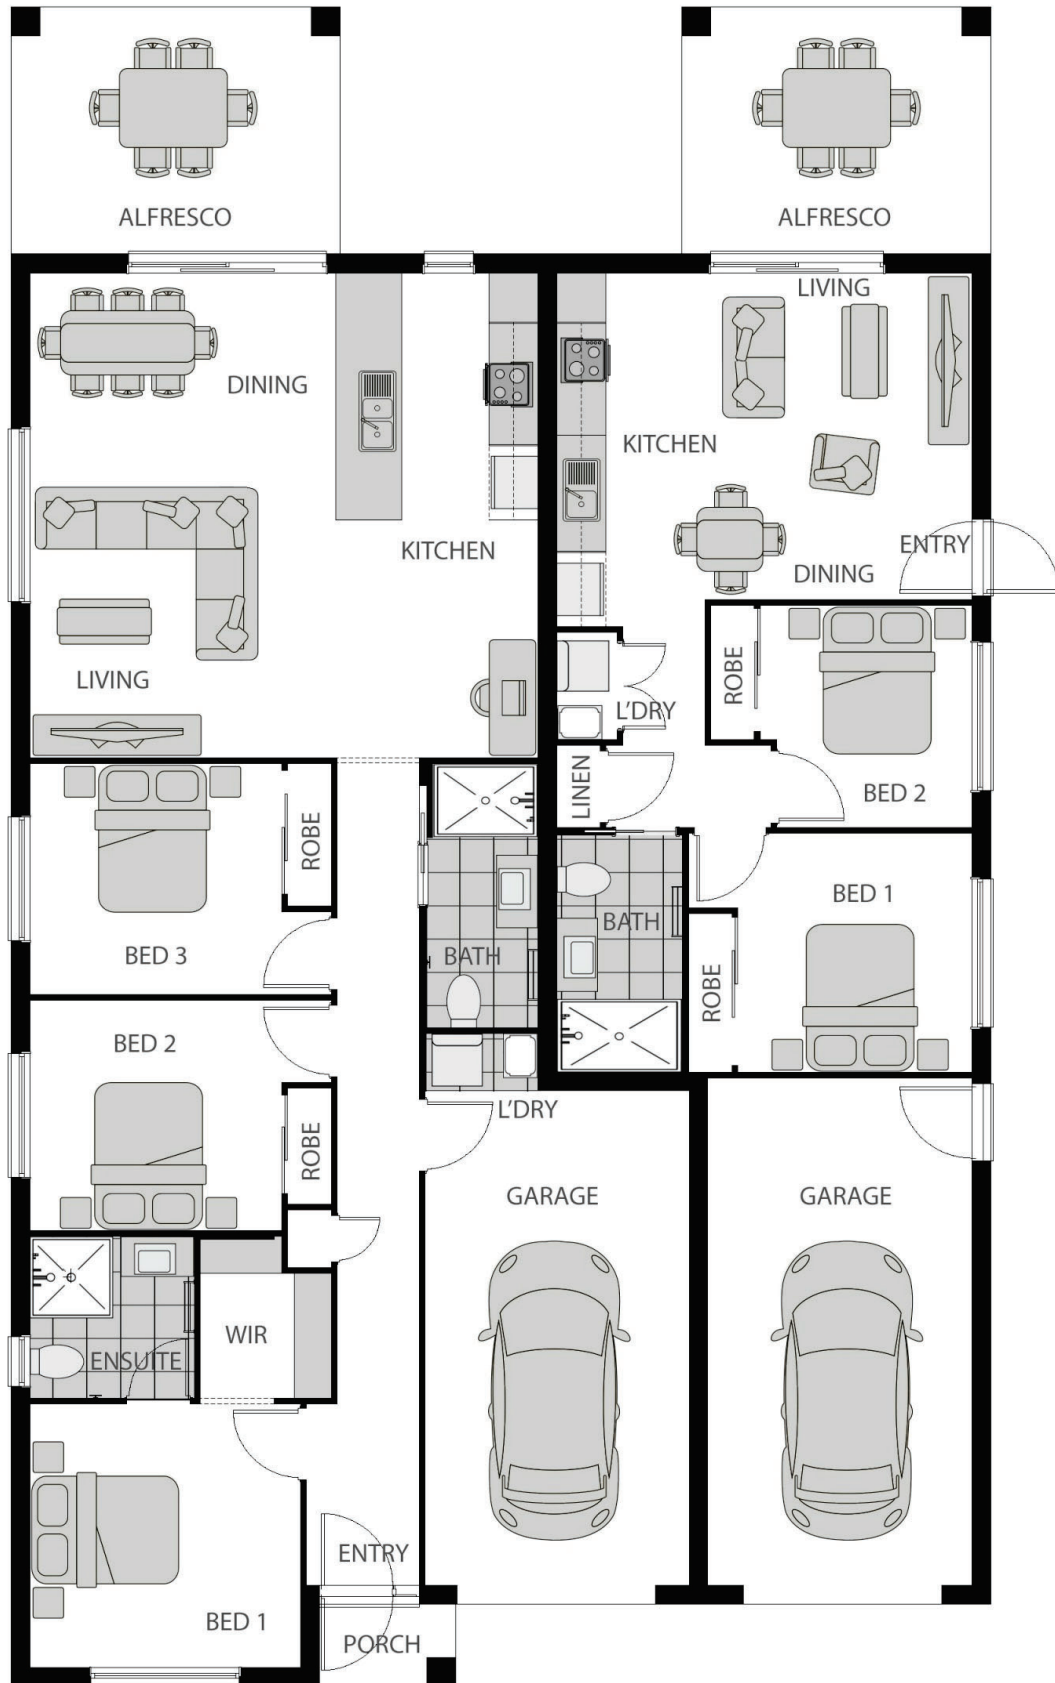 ALFRESCO
ALFRESCO
LIVING
DINING
KITCHEN
KITCHEN
ENTRY
DINING
LIVING
ROBE
L'DRY
LINEN
BED 2
ROBE
BED 3
BATH
BATH
BED 1
ROBE
BED 2
ROBE
L'DRY
GARAGE
GARAGE
WIR
ENSUITE
ENTRY
BED 1
PORCH